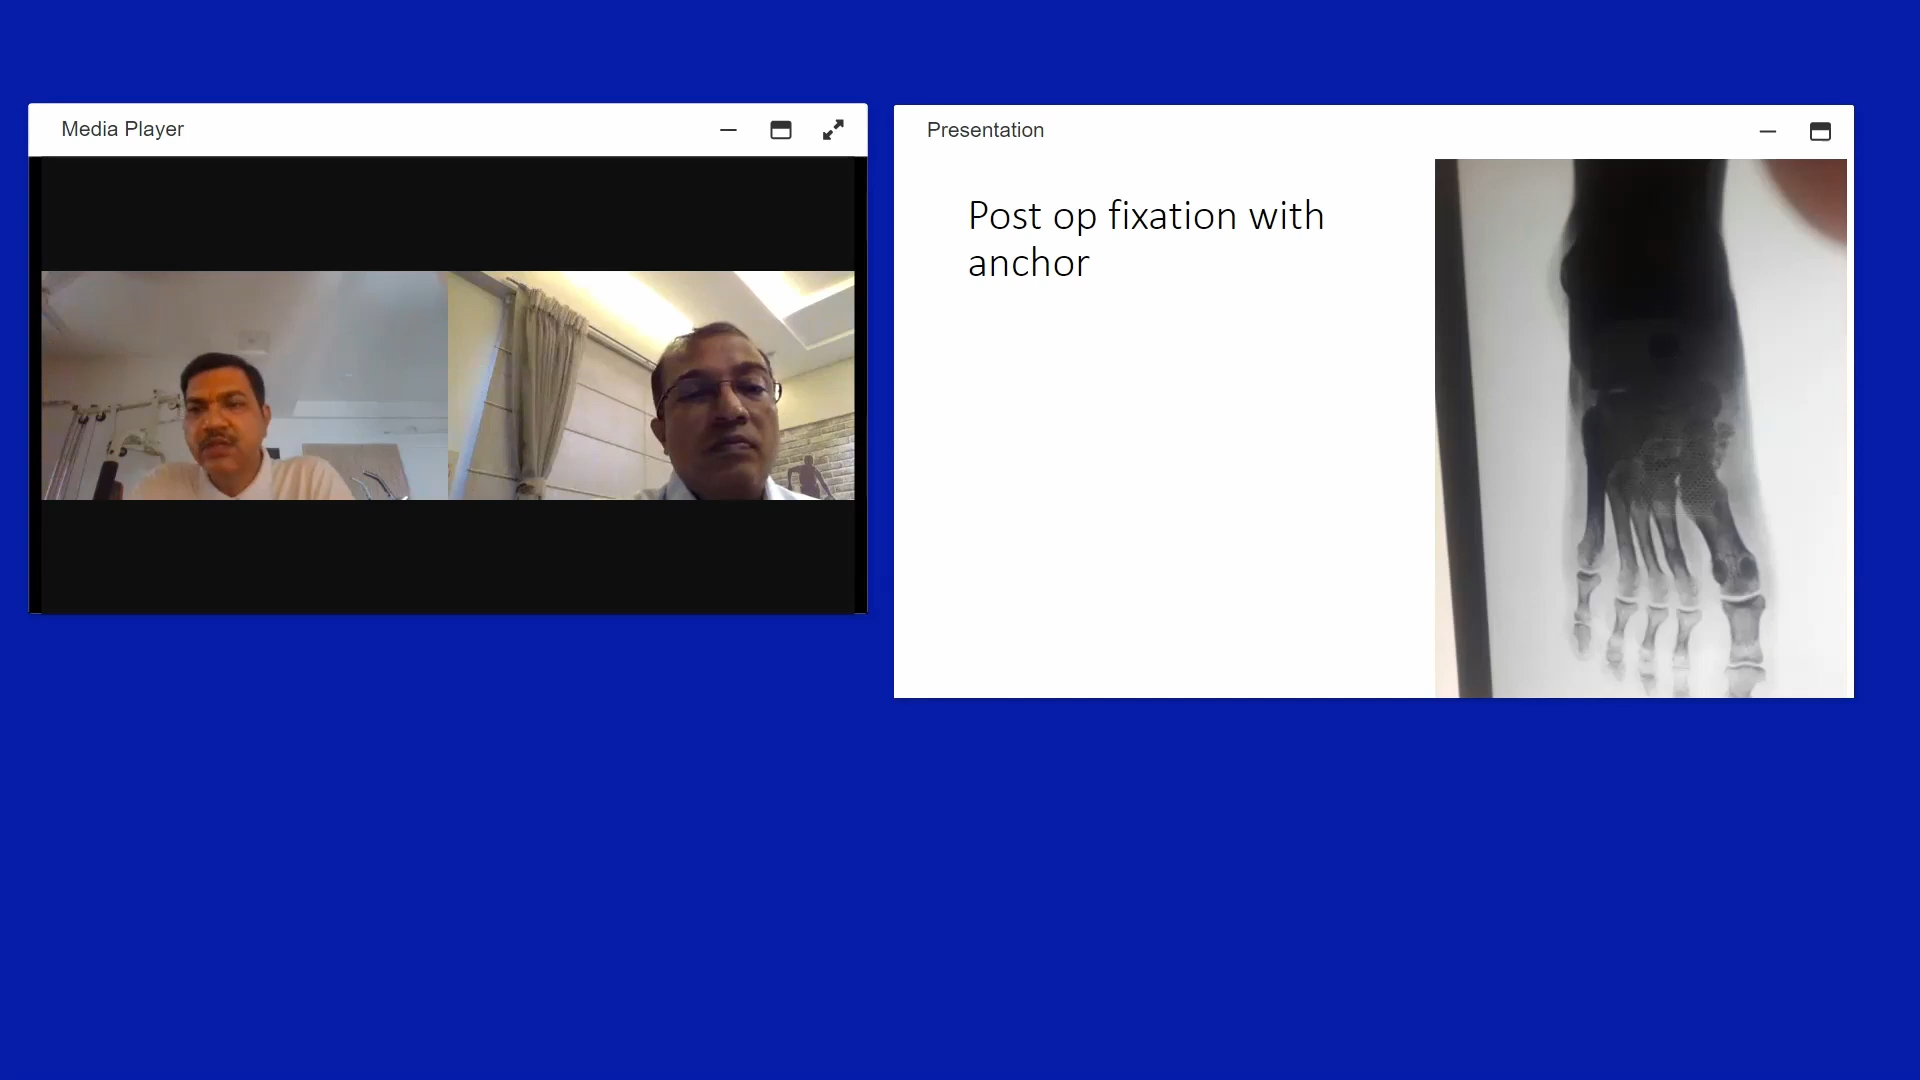 Media Player
Presentation
Post op fixation with
anchor